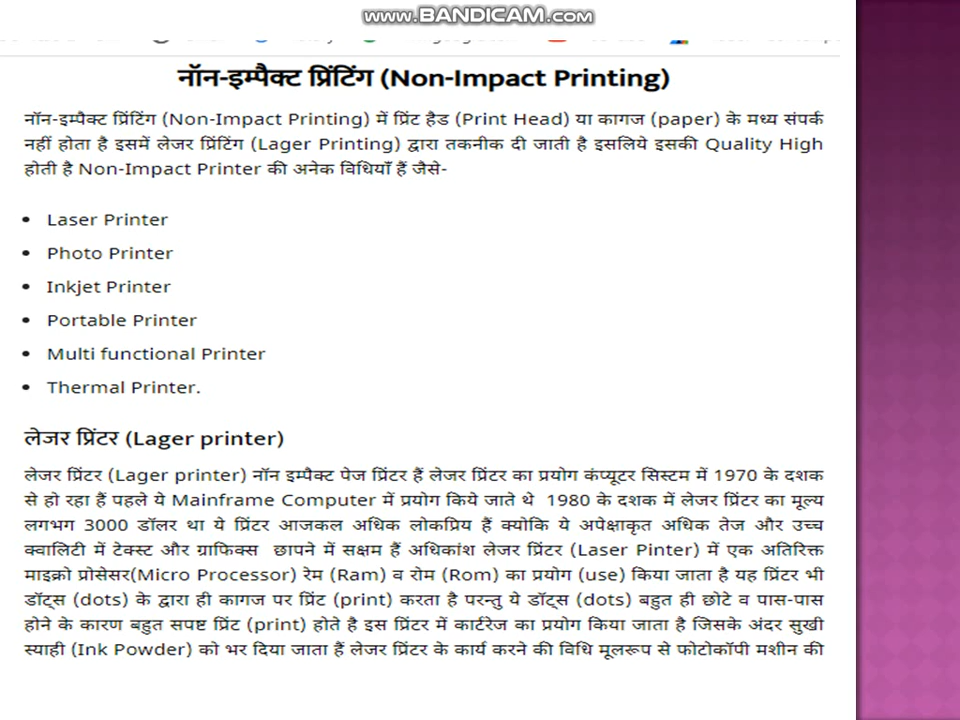 www.BANDICAM.com
नॉन-इम्पैक्ट प्रिंटिंग (Non-Impact Printing)
नॉन-इम्पैक्ट प्रिंटिंग (Non-Impact Printing) में प्रिंट हैड (Print Head) या कागज (paper) के मध्य संपर्क
नहीं होता है इसमें लेजर प्रिंटिंग (Lager Printing) द्वारा तकनीक दी जाती है इसलिये इसकी Quality High
होती है Non-Impact Printer की अनेक विधियाँ हैं जैसे-
• Laser Printer
• Photo Printer
• Inkjet Printer
• Portable Printer
• Multi functional Printer
• Thermal Printer.
लेजर प्रिंटर (Lager printer)
लेजर प्रिंटर (Lager printer) नॉन इम्पैक्ट पेज प्रिंटर हैं लेजर प्रिंटर का प्रयोग कंप्यूटर सिस्टम में 1970 के दशक
से हो रहा हैं पहले ये Mainframe Computer में प्रयोग किये जाते थे 1980 के दशक में लेजर प्रिंटर का मूल्य
लगभग 3000 डॉलर था ये प्रिंटर आजकल अधिक लोकप्रिय हैं क्योकि ये अपेक्षाकृत अधिक तेज और उच्च
क्वालिटी में टेक्स्ट और ग्राफिक्स छापने में सक्षम हैं अधिकांश लेजर प्रिंटर (Laser Pinter) में एक अतिरिक्त
माइक्रो प्रोसेसर(Micro Processor) रेम (Ram) व रोम (Rom) का प्रयोग (use) किया जाता है यह प्रिंटर भी
डॉट्स (dots) के द्वारा ही कागज पर प्रिंट (print) करता है परन्तु ये डॉट्स (dots) बहुत ही छोटे व पास-पास
होने के कारण बहुत सपष्ट प्रिंट (print) होते है इस प्रिंटर में कार्टरेज का प्रयोग किया जाता है जिसके अंदर सुखी
स्याही (Ink Powder) को भर दिया जाता हैं लेजर प्रिंटर के कार्य करने की विधि मूलरूप से फोटोकॉपी मशीन की